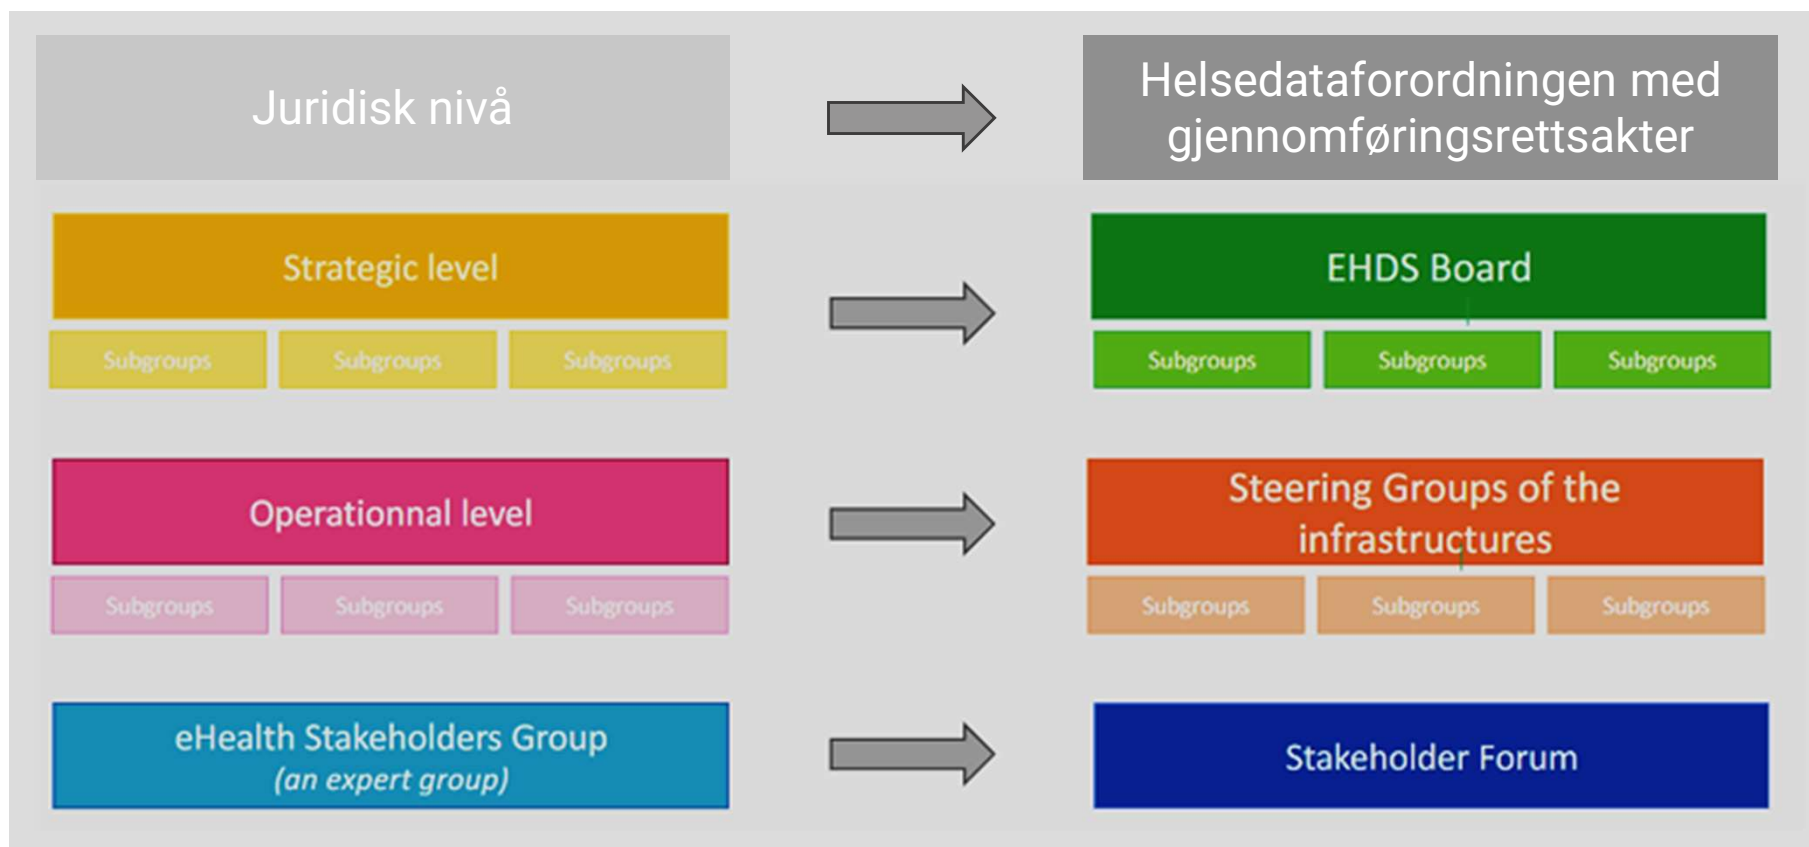 Juridisk nivå
Helsedataforordningen med
gjennomføringsrettsakter
Strategic level
EHDS Board
Subgroups Subgroups Subgroups
Subgroups Subgroups Subgroups
Operationnal level
Steering Groups of the
infrastructures
Subgroups Subgroups Subgroups
Subgroups Subgroups Subgroups
eHealth Stakeholders Group
(an expert group)
Stakeholder Forum